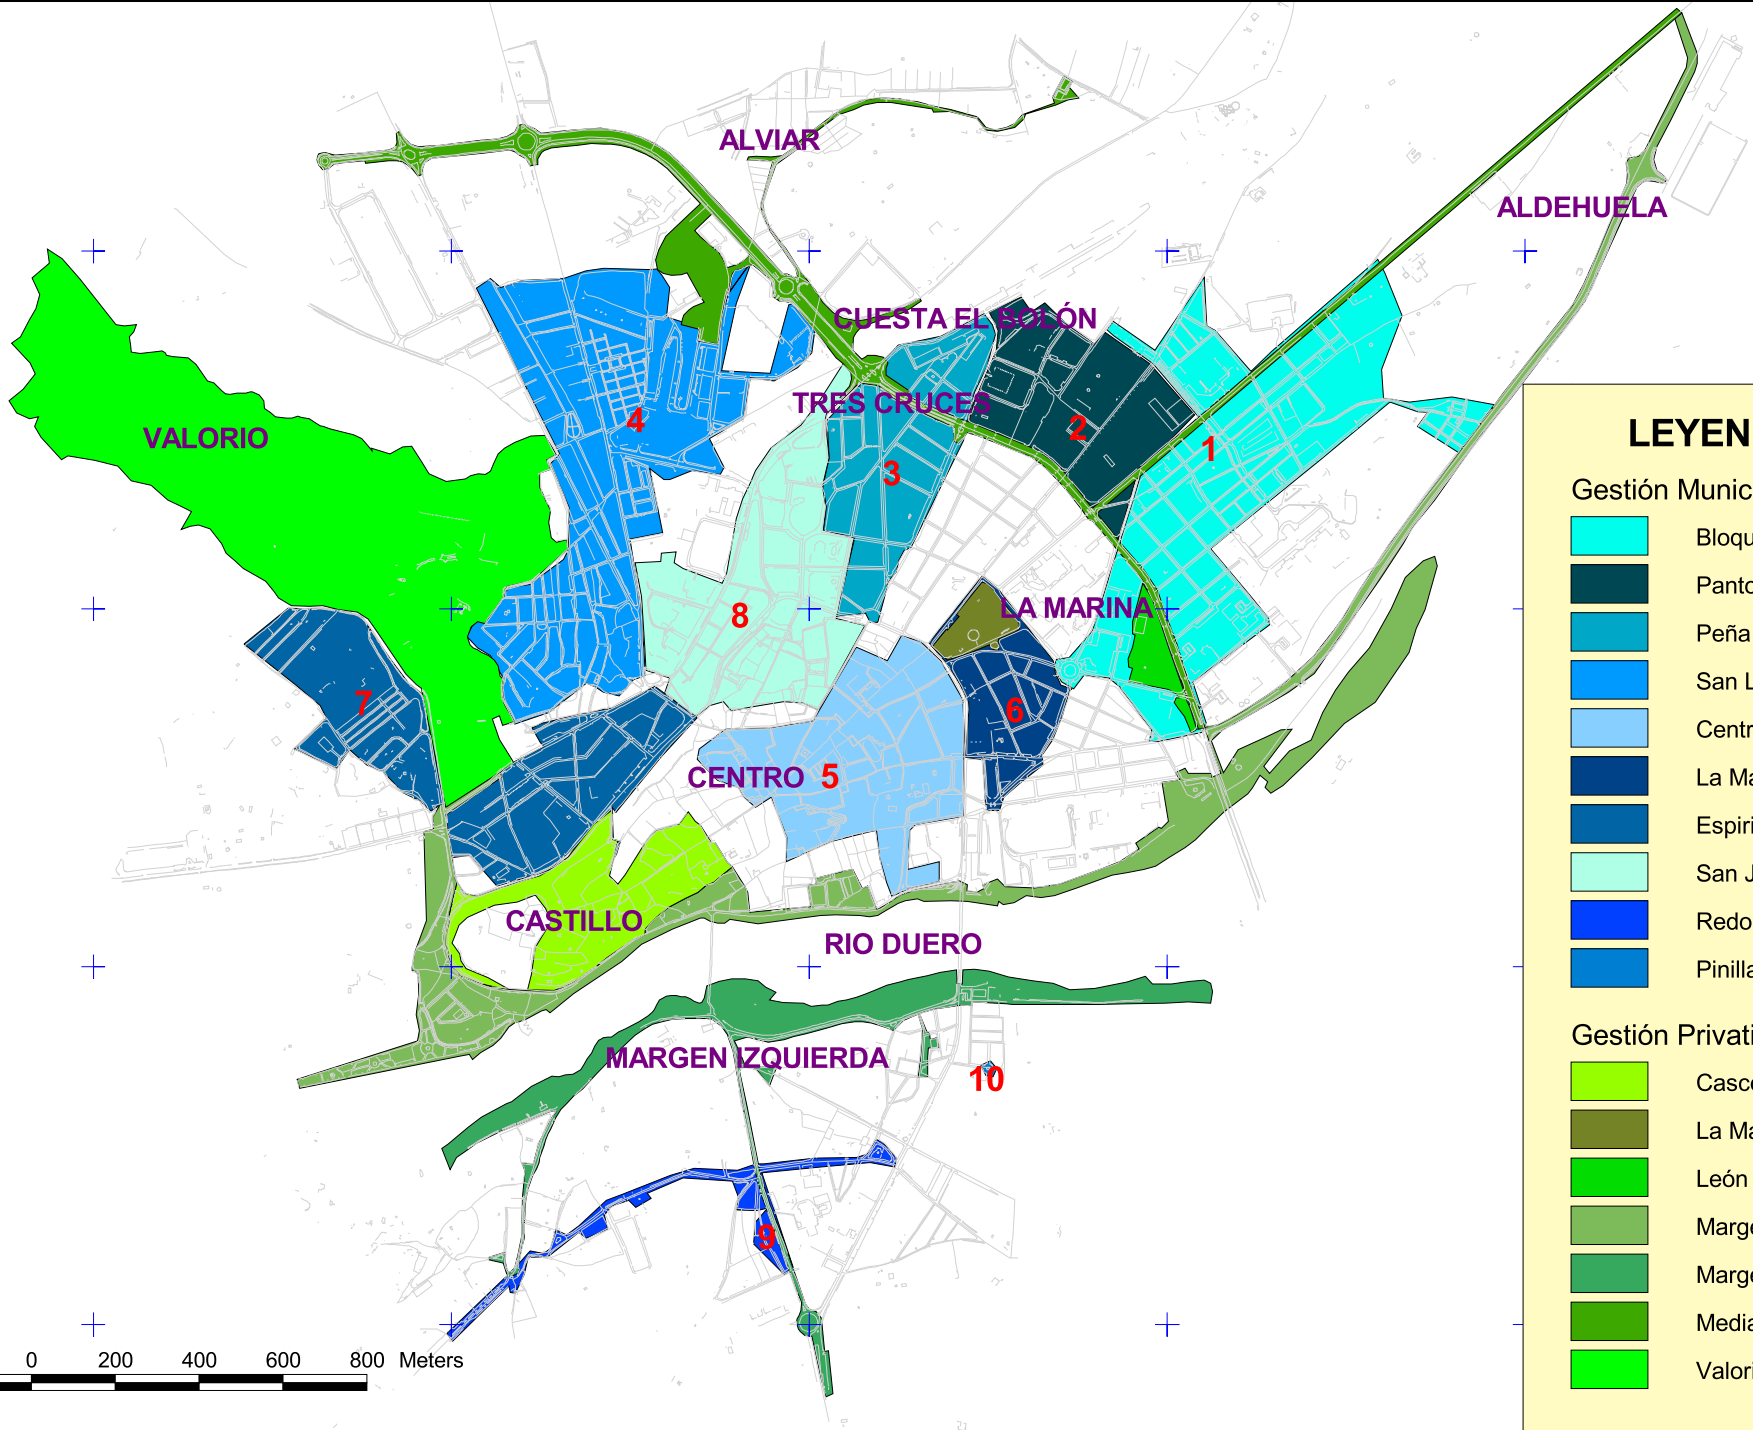 ALVIAR
ALDEHUELA
CUESTA EL BOLÓN
TRES CRUCES
VALORIO
4
2
1
3
LA MARINA
8
7
6
CENTRO
5
CASTILLO
RIO DUERO
MARGEN IZQUIERDA
10
9
0 200 400 600 800 Meters
LEYEN
Gestión Munic
Bloqu
Panto
Peña
San L
Centr
La Ma
Espiri
San J
Redo
Pinilla
Gestión Privati
Casco
La Ma
León
Marge
Marge
Media
Valori